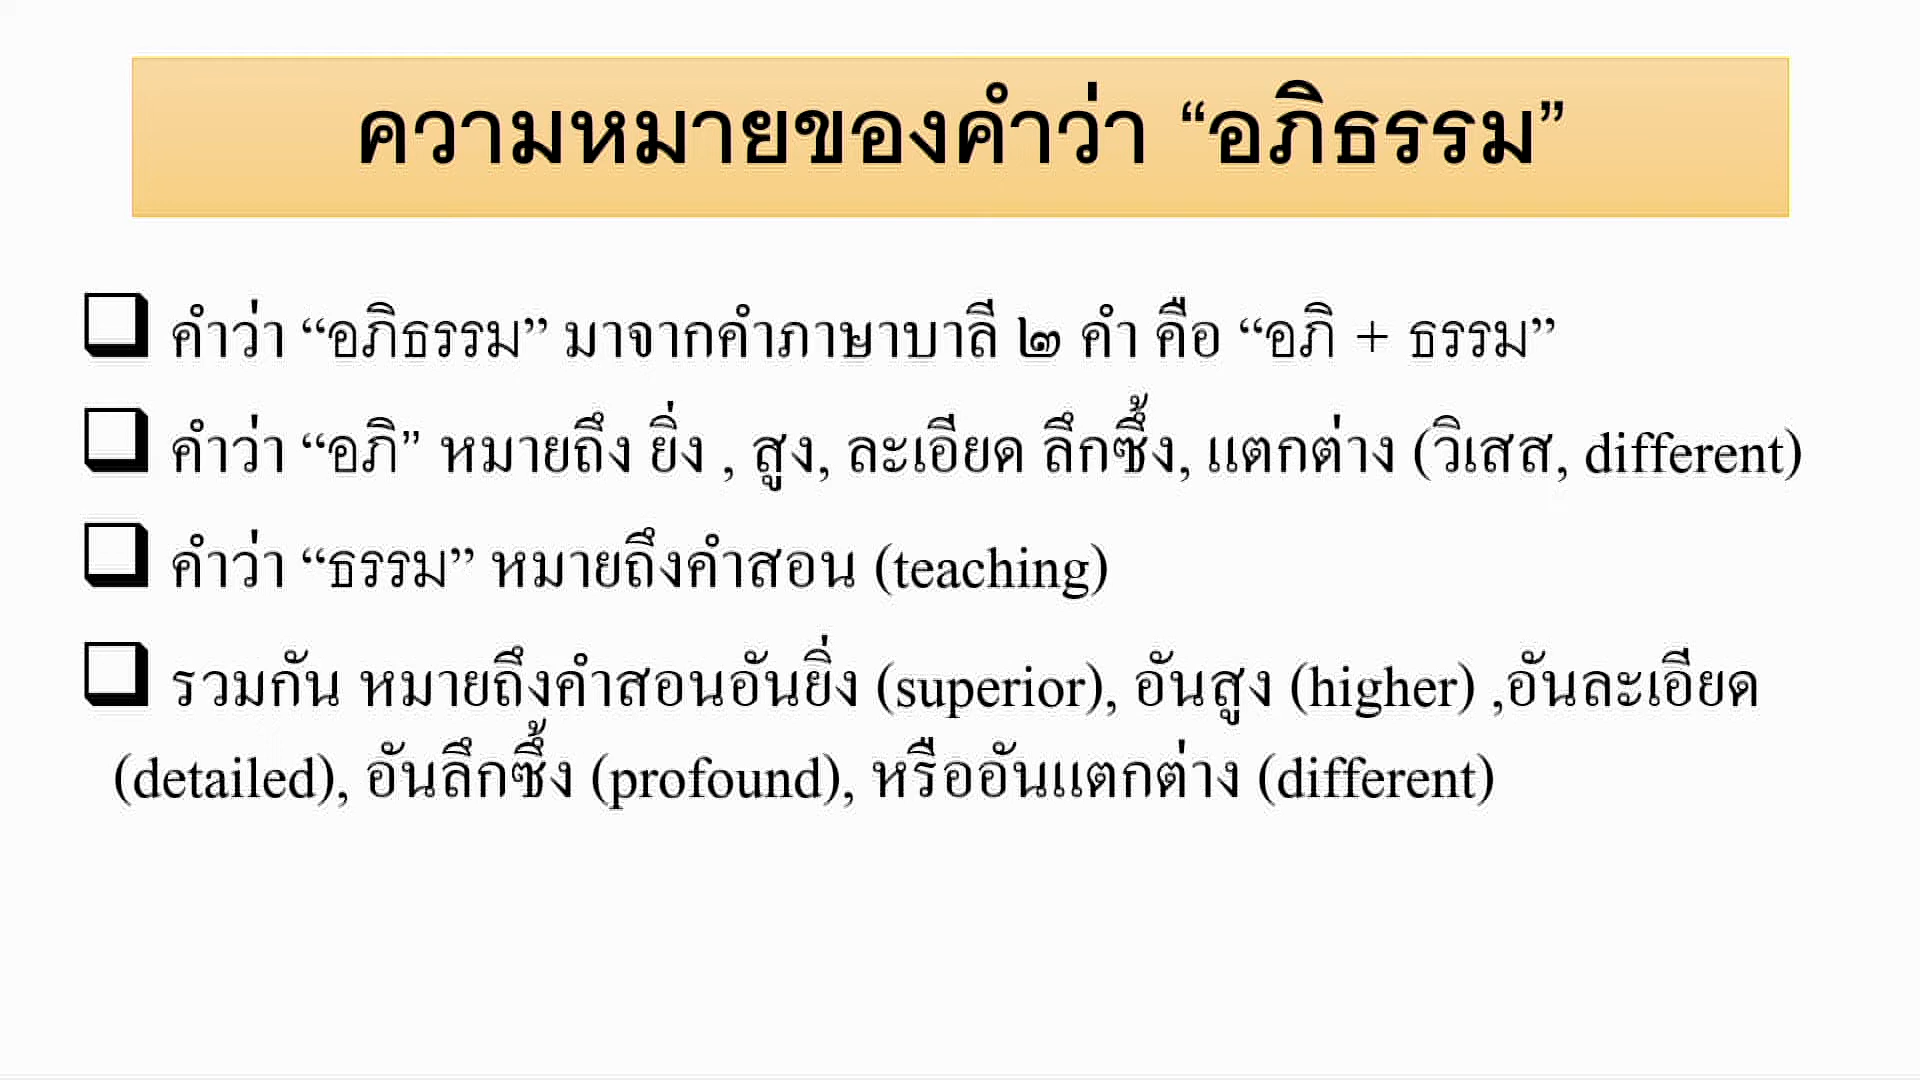 ความหมายของคำว่า “อภิธรรม”
❑ คำว่า “อภิธรรม” มาจากคำภาษาบาลี ๒ คำ คือ “อภิ + ธรรม”
❑ คำว่า “อภิ” หมายถึง ยิ่ง , สูง, ละเอียด ลึกซึ้ง, แตกต่าง (วิเสส, different)
❑ คำว่า “ธรรม” หมายถึงคำสอน (teaching)
❑ รวมกัน หมายถึงคำสอนอันยิ่ง (superior), อันสูง (higher) ,อันละเอียด
(detailed), อันลึกซึ้ง (profound), หรืออันแตกต่าง (different)